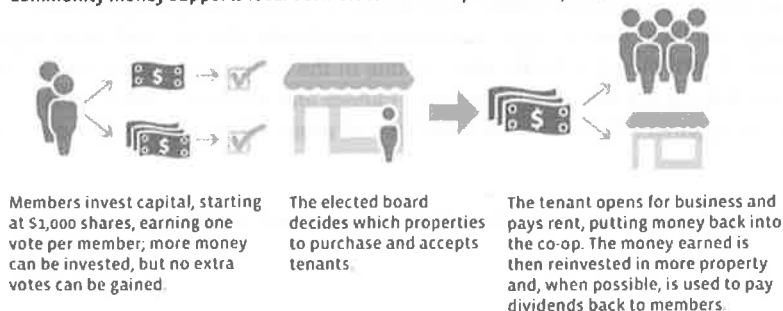 Community money supports
Members invest capital, starting
at $1,000 shares, earning one
vote per member; more money
can be invested, but no extra
votes can be gained.
The elected board
decides which properties
to purchase and accepts
tenants.
The tenant opens for business and
pays rent, putting money back into
the co-op. The money earned is
then reinvested in more property
and, when possible, is used to pay
dividends back to members.